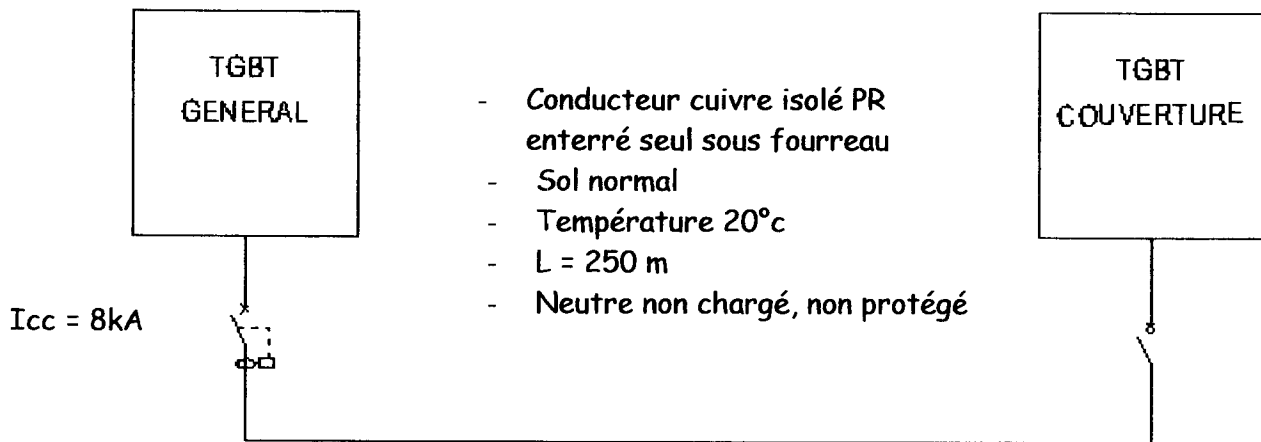 TGBT
GENERAL
- Conducteur cuivre isolé PR
enterré seul sous fourreau
- Sol normal
- Température 20°c
- L = 250 m
- Neutre non chargé, non protégé
Icc = 8kA
TGBT
COUVERTURE